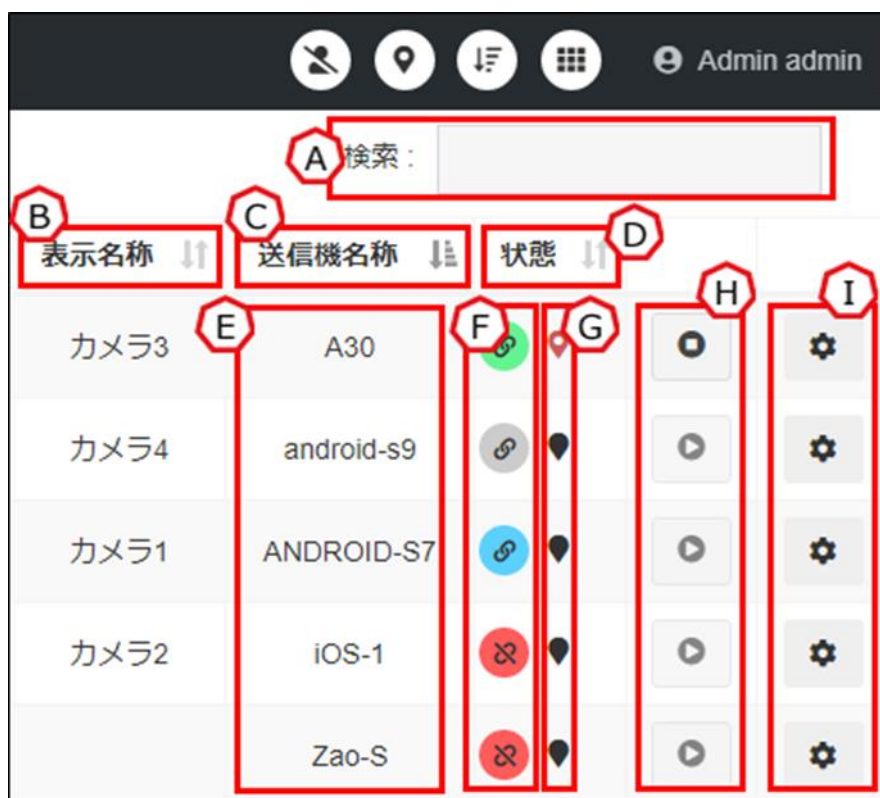 Admin admin
A 検索 :
B C D
表示名称 送信機名称 状態
E F G H I
カメラ3 A30
カメラ4 android-s9
カメラ1 ANDROID-S7
カメラ2 iOS-1
Zao-S